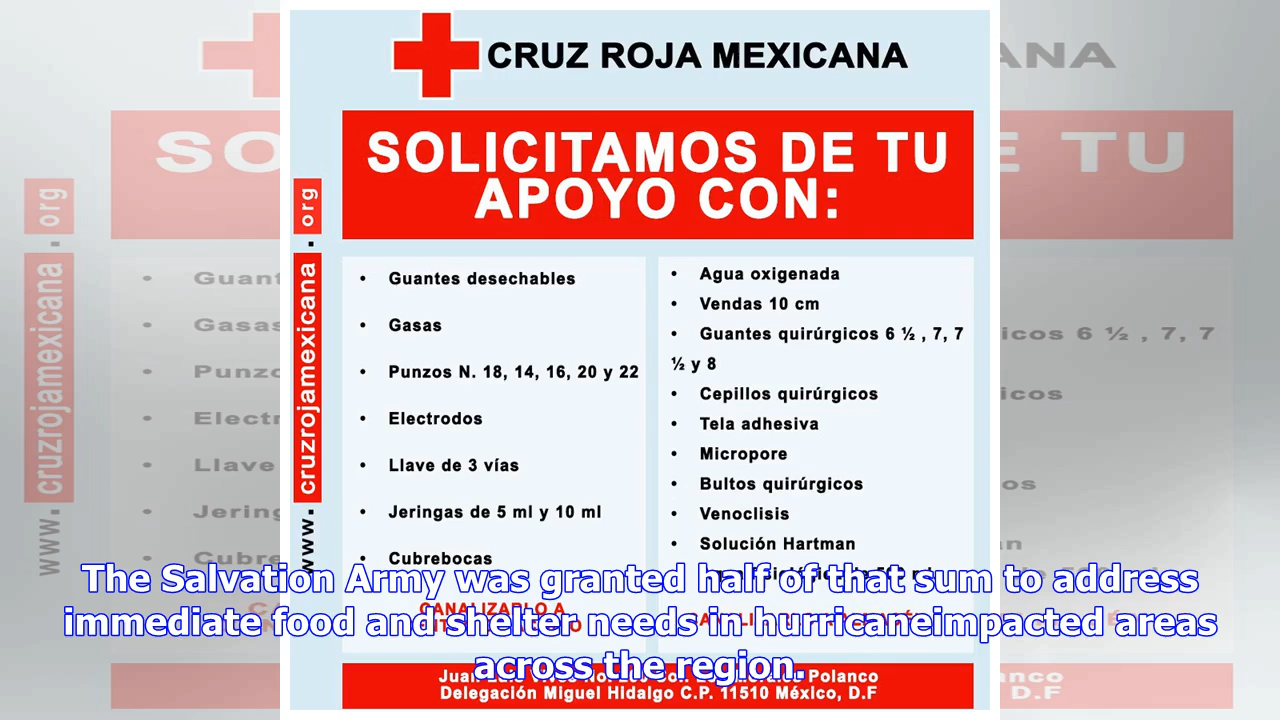 CRUZ ROJA MEXICANA
SOLICITAMOS DE TU
APOYO CON:
www.cruzrojamexicana.org
• Guantes desechables
• Gasas
• Punzos N. 18, 14, 16, 20 y 22
• Electrodos
• Llave de 3 vías
• Jeringas de 5 ml y 10 ml
• Cubrebocas
• Agua oxigenada
• Vendas 10 cm
• Guantes quirúrgicos 6 ½ , 7, 7
½ y 8
• Cepillos quirúrgicos
• Tela adhesiva
• Micropore
• Bultos quirúrgicos
• Venoclisis
• Solución Hartman
CANALIZARLO A
The Salvation Army was granted half of that sum to address
immediate food and shelter needs in hurricaneimpacted areas
across the region.
Polanco
Delegación Miguel Hidalgo C.P. 11510 México, D.F